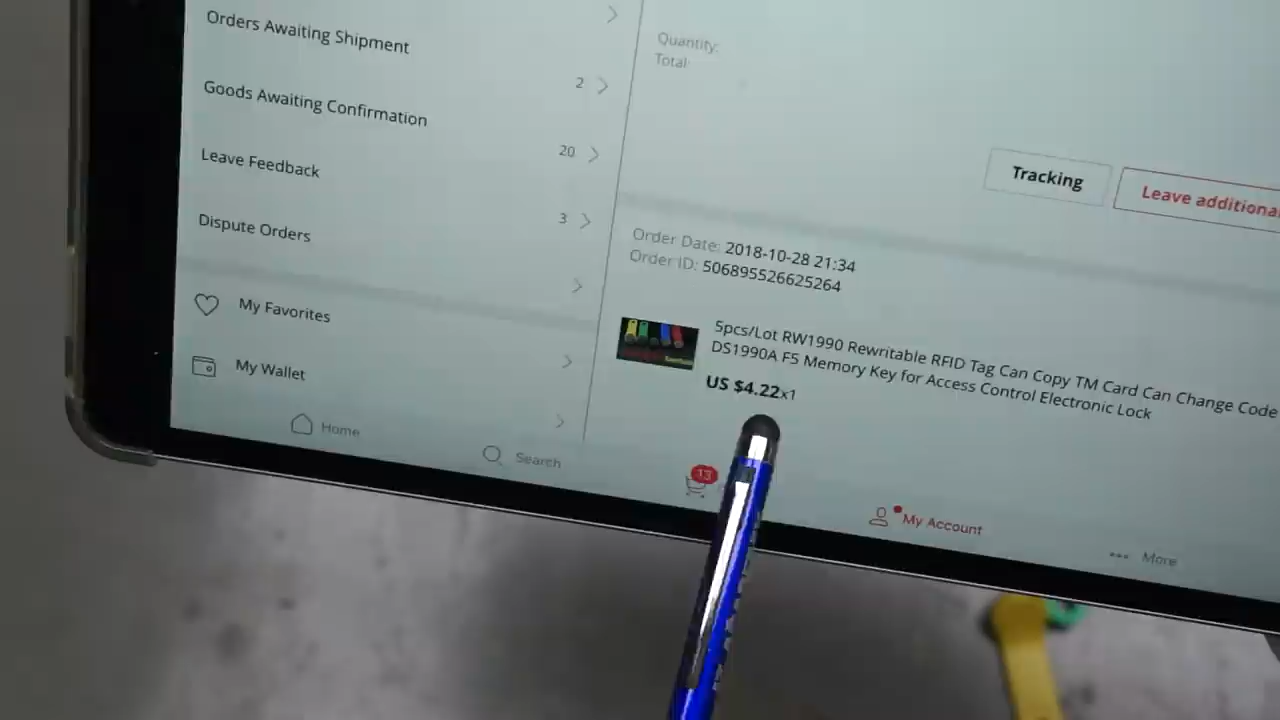 Orders Awaiting Shipment
2
Goods Awaiting Confirmation
20
Leave Feedback
3
Dispute Orders
My Favorites
My Wallet
Quantity:
Total:
Tracking
Leave additiona
Order Date: 2018-10-28 21:34
Order ID: 506895526625264
5pcs/Lot RW1990 Rewritable RFID Tag Can Copy TM Card Can Change Code
DS1990A F5 Memory Key for Access Control Electronic Lock
US $4.22x1
Home
Search
13
My Account
More